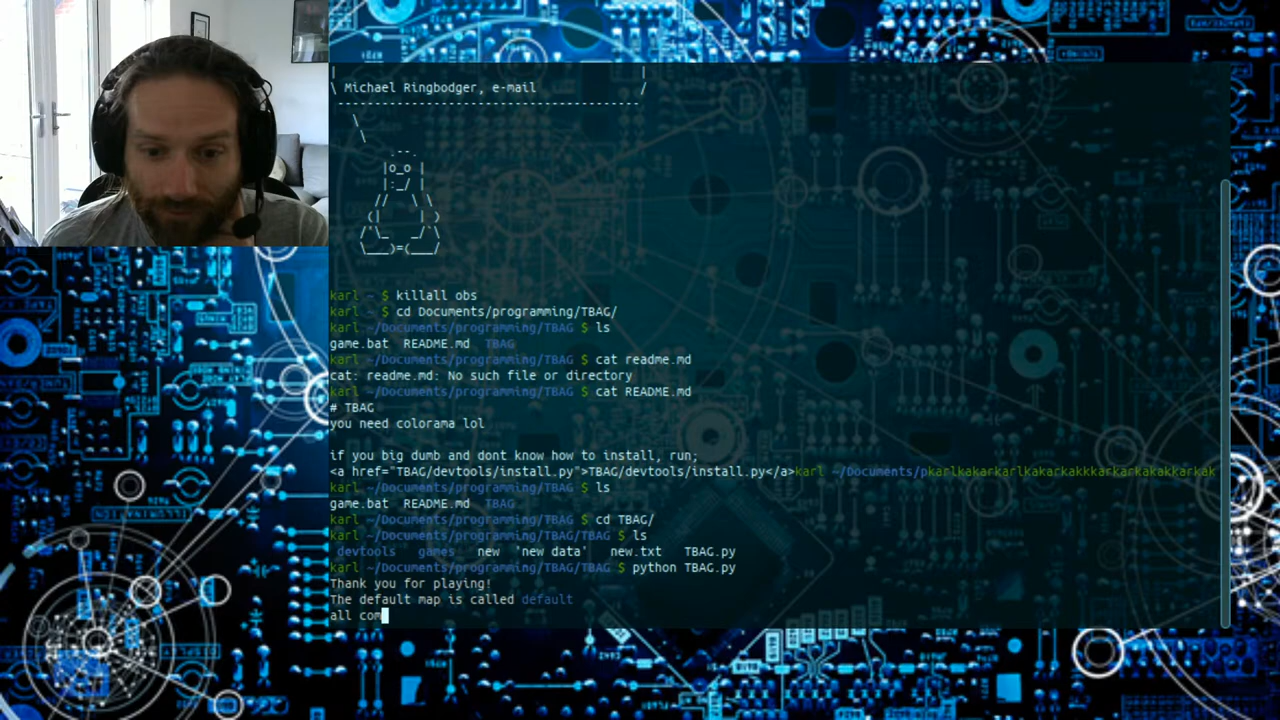 \ Michael Ringbodger, e-mail /
-----------------------------------------
\
\
--.
|o_o |
|:_/ |
// \ \
(| | )
/'\_ _/`\
\___)=(___/
karl ~ $ killall obs
karl ~ $ cd Documents/programming/TBAG/
karl ~/Documents/programming/TBAG $ ls
game.bat README.md TBAG
karl ~/Documents/programming/TBAG $ cat readme.md
cat: readme.md: No such file or directory
karl ~/Documents/programming/TBAG $ cat README.md
# TBAG
you need colorama lol
if you big dumb and dont know how to install, run;
<a href="TBAG/devtools/install.py">TBAG/devtools/install.py</a>karl ~/Documents/pkarlkakarkarlkakarkakkkarkarkakakkarkak
karl ~/Documents/programming/TBAG $ ls
game.bat README.md TBAG
karl ~/Documents/programming/TBAG $ cd TBAG/
karl ~/Documents/programming/TBAG/TBAG $ ls
devtools games new 'new data' new.txt TBAG.py
karl ~/Documents/programming/TBAG/TBAG $ python TBAG.py
Thank you for playing!
The default map is called default
all com